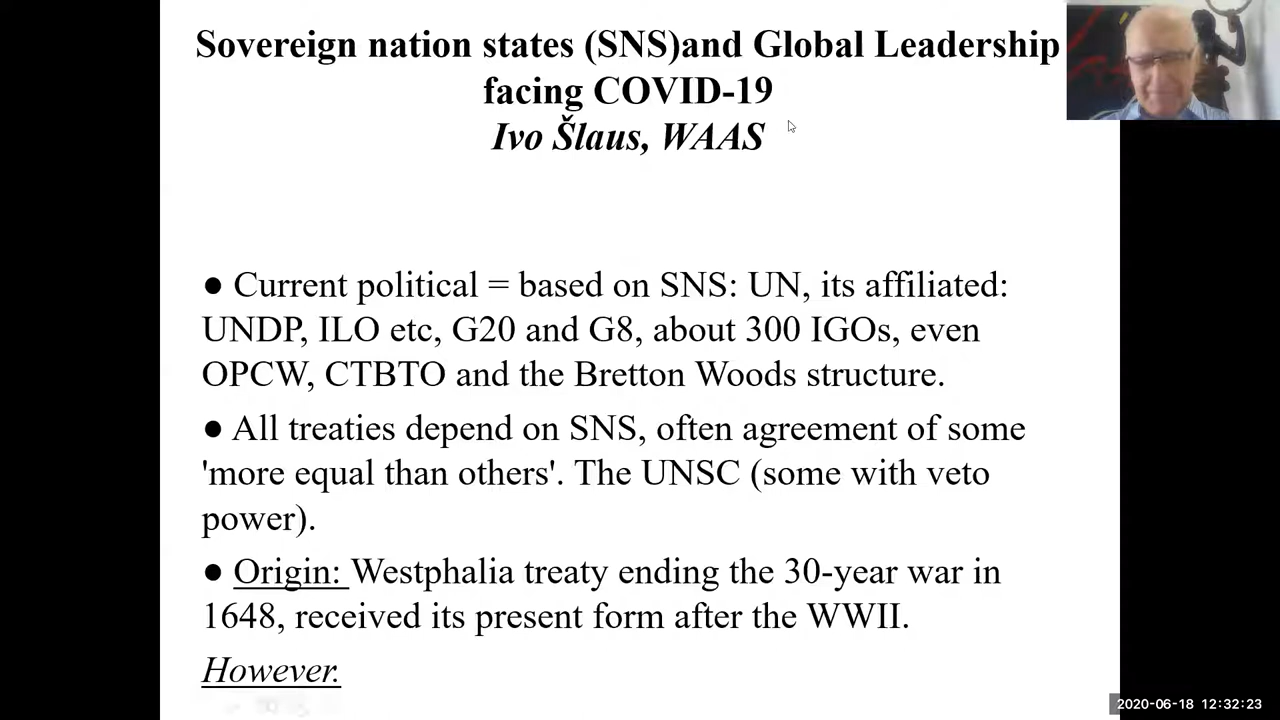 Sovereign nation states (SNS)and Global Leadership
facing COVID-19
Ivo Šlaus, WAAS
● Current political = based on SNS: UN, its affiliated:
UNDP, ILO etc, G20 and G8, about 300 IGOs, even
OPCW, CTBTO and the Bretton Woods structure.
● All treaties depend on SNS, often agreement of some
'more equal than others'. The UNSC (some with veto
power).
● Origin: Westphalia treaty ending the 30-year war in
1648, received its present form after the WWII.
However.
2020-06-18 12:32:23